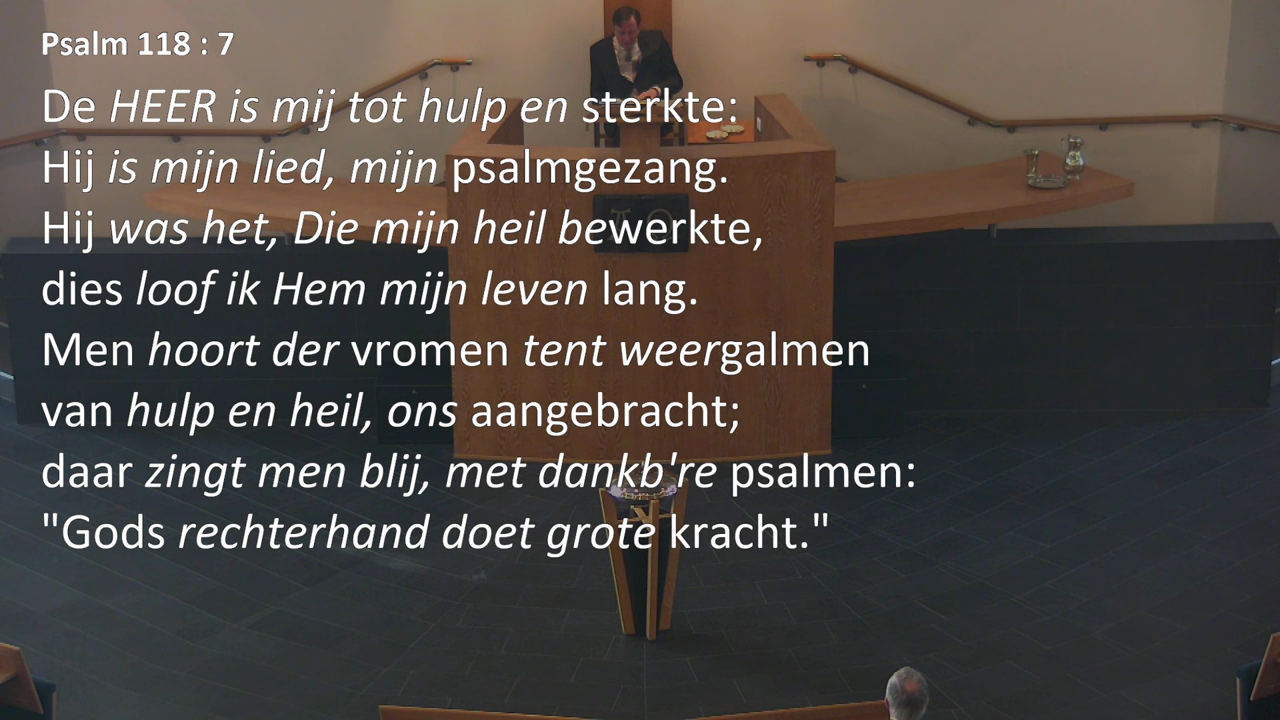 Psalm 118 : 7
De HEER is mij tot hulp en sterkte:
Hij is mijn lied, mijn psalmgezang.
Hij was het, Die mijn heil bewerkte,
dies loof ik Hem mijn leven lang.
Men hoort der vromen tent weergalmen
van hulp en heil, ons aangebracht;
daar zingt men blij, met dankb're psalmen:
"Gods rechterhand doet grote kracht."